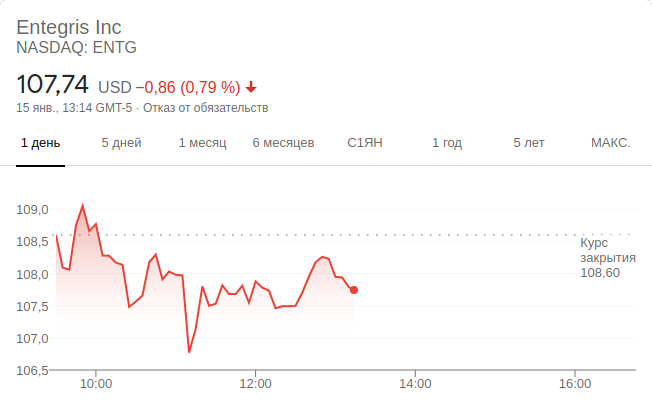 Entegris Inc
NASDAQ: ENTG
107,74 USD −0,86 (0,79 %)
15 янв., 13:14 GMT-5 · Отказ от обязательств
1 день 5 дней 1 месяц 6 месяцев С1ЯН 1 год 5 лет МАКС.
109,0
108,5
Курс
закрытия
108,60
108,0
107,5
107,0
106,5
10:00 12:00 14:00 16:00